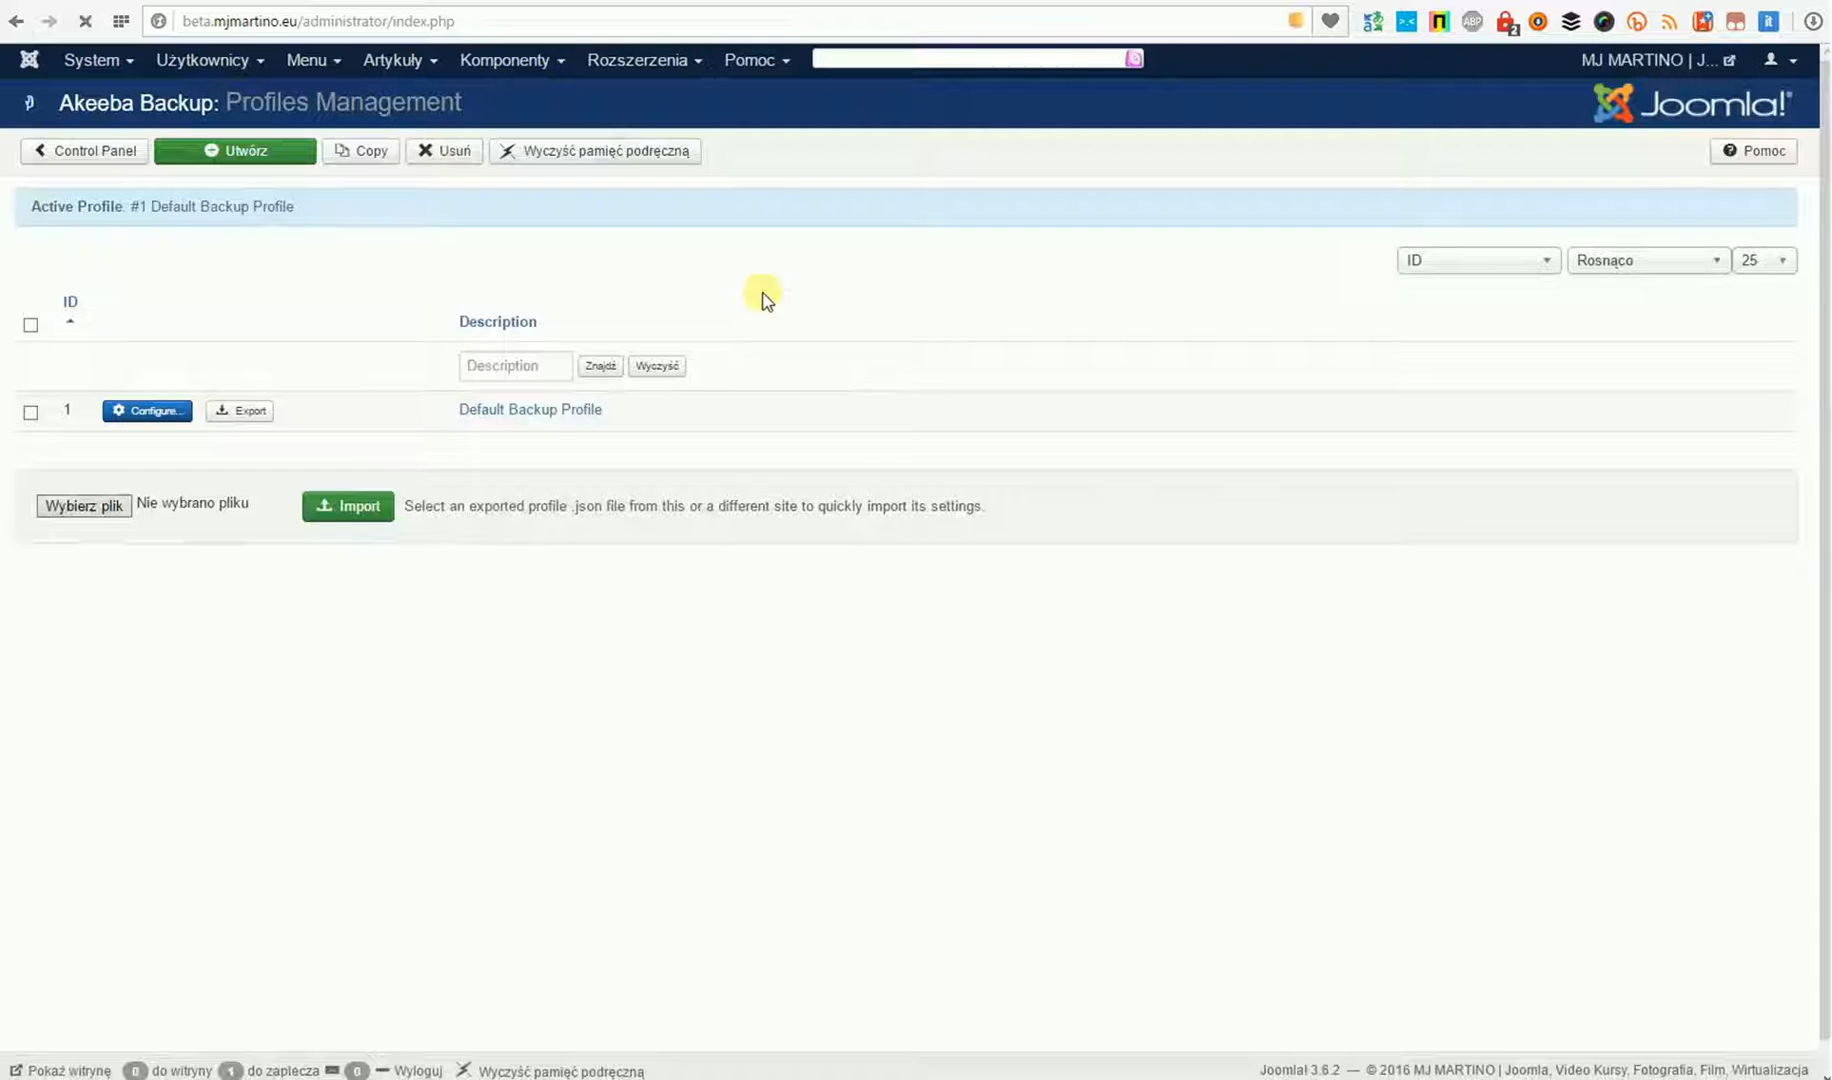 beta.mjmartino.eu/administrator/index.php
System Użytkownicy Menu Artykuły Komponenty Rozszerzenia Pomoc MJ MARTINO | J...
Akeeba Backup: Profiles Management Joomla!
Control Panel Utwórz Copy Usuń Wyczyść pamięć podręczną Pomoc
Active Profile: #1 Default Backup Profile
ID Rosnąco 25
ID
Description
Description Znajdź Wyczyść
1 Configure... Export Default Backup Profile
Wybierz plik Nie wybrano pliku Import Select an exported profile .json file from this or a different site to quickly import its settings.
Pokaż witrynę 0 do witryny 1 do zaplecza 0 Wyloguj Wyczyść pamięć podręczną Joomla! 3.6.2 — © 2016 MJ MARTINO | Joomla, Video Kursy, Fotografia, Film, Wirtualizacja